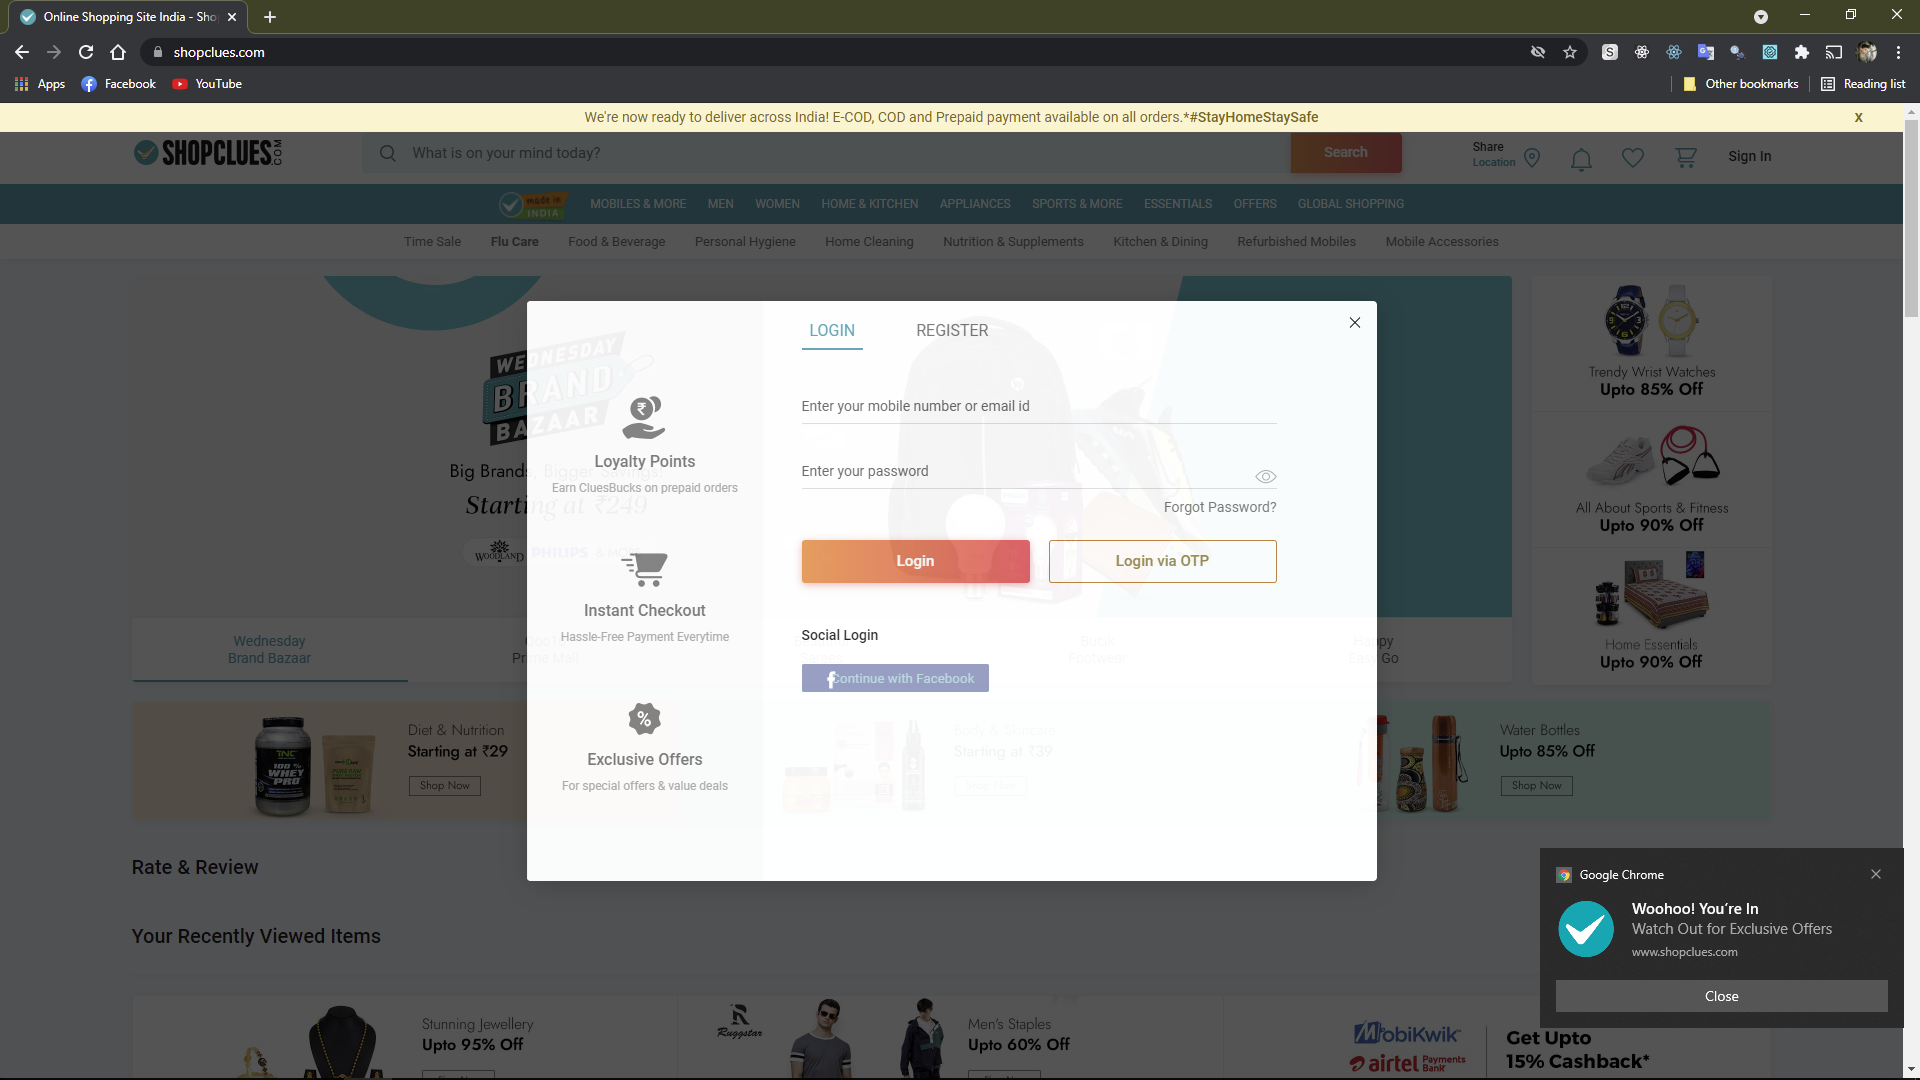 Online Shopping Site India - Sho
shopclues.com
Apps
Facebook
YouTube
Other bookmarks
Reading list
We're now ready to deliver across India! E-COD, COD and Prepaid payment available on all orders.*#StayHomeStaySafe
X
SHOPCLUES.COM
What is on your mind today?
Search
Share
Location
Sign In
made in
INDIA
MOBILES & MORE
MEN
WOMEN
HOME & KITCHEN
APPLIANCES
SPORTS & MORE
ESSENTIALS
OFFERS
GLOBAL SHOPPING
Time Sale
Flu Care
Food & Beverage
Personal Hygiene
Home Cleaning
Nutrition & Supplements
Kitchen & Dining
Refurbished Mobiles
Mobile Accessories
WEDNESDAY
BRAND
BAZAAR
Big Brands, Bigger Savings!
Starting at ₹249
WOODLAND
PHILIPS
& MORE
LOGIN
REGISTER
Loyalty Points
Earn CluesBucks on prepaid orders
Instant Checkout
Hassle-Free Payment Everytime
Exclusive Offers
For special offers & value deals
Enter your mobile number or email id
Enter your password
Forgot Password?
Login
Login via OTP
Social Login
Continue with Facebook
Trendy Wrist Watches
Upto 85% Off
All About Sports & Fitness
Upto 90% Off
Home Essentials
Upto 90% Off
Wednesday
Brand Bazaar
Prime Mall
Footwear
Happy
Easy Go
TNC
100 %
WHEY
PRO
Diet & Nutrition
Starting at ₹29
Shop Now
Body & Skincare
Starting at ₹39
Shop Now
Water Bottles
Upto 85% Off
Shop Now
Rate & Review
Your Recently Viewed Items
Stunning Jewellery
Upto 95% Off
Ruggstar
Men's Staples
Upto 60% Off
MobiKwik
airtel Payments Bank
Get Upto
15% Cashback*
Google Chrome
Woohoo! You're In
Watch Out for Exclusive Offers
www.shopclues.com
Close